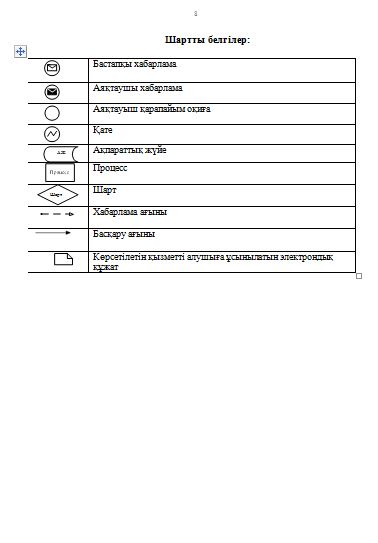 8
Шартты белгілер:
Бастапқы хабарлама
Аяқтаушы хабарлама
Аяқтауыш қарапайым оқиға
Қате
АЖ
Ақпараттық жүйе
Процесс
Процесс
Шарт
Шарт
Хабарлама ағыны
Басқару ағыны
Көрсетілетін қызметті алушыға ұсынылатын электрондық
құжат